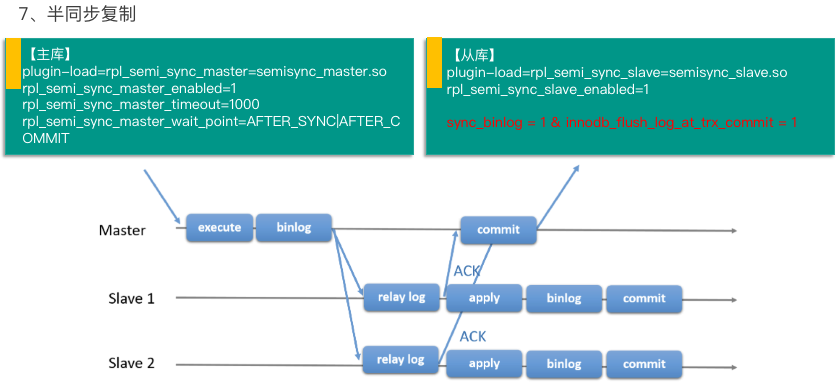 7、半同步复制
【主库】
plugin-load=rpl_semi_sync_master=semisync_master.so
rpl_semi_sync_master_enabled=1
rpl_semi_sync_master_timeout=1000
rpl_semi_sync_master_wait_point=AFTER_SYNC|AFTER_C
OMMIT
【从库】
plugin-load=rpl_semi_sync_slave=semisync_slave.so
rpl_semi_sync_slave_enabled=1
sync_binlog = 1 & innodb_flush_log_at_trx_commit = 1
Master execute binlog commit
ACK
Slave 1 relay log apply binlog commit
ACK
Slave 2 relay log apply binlog commit